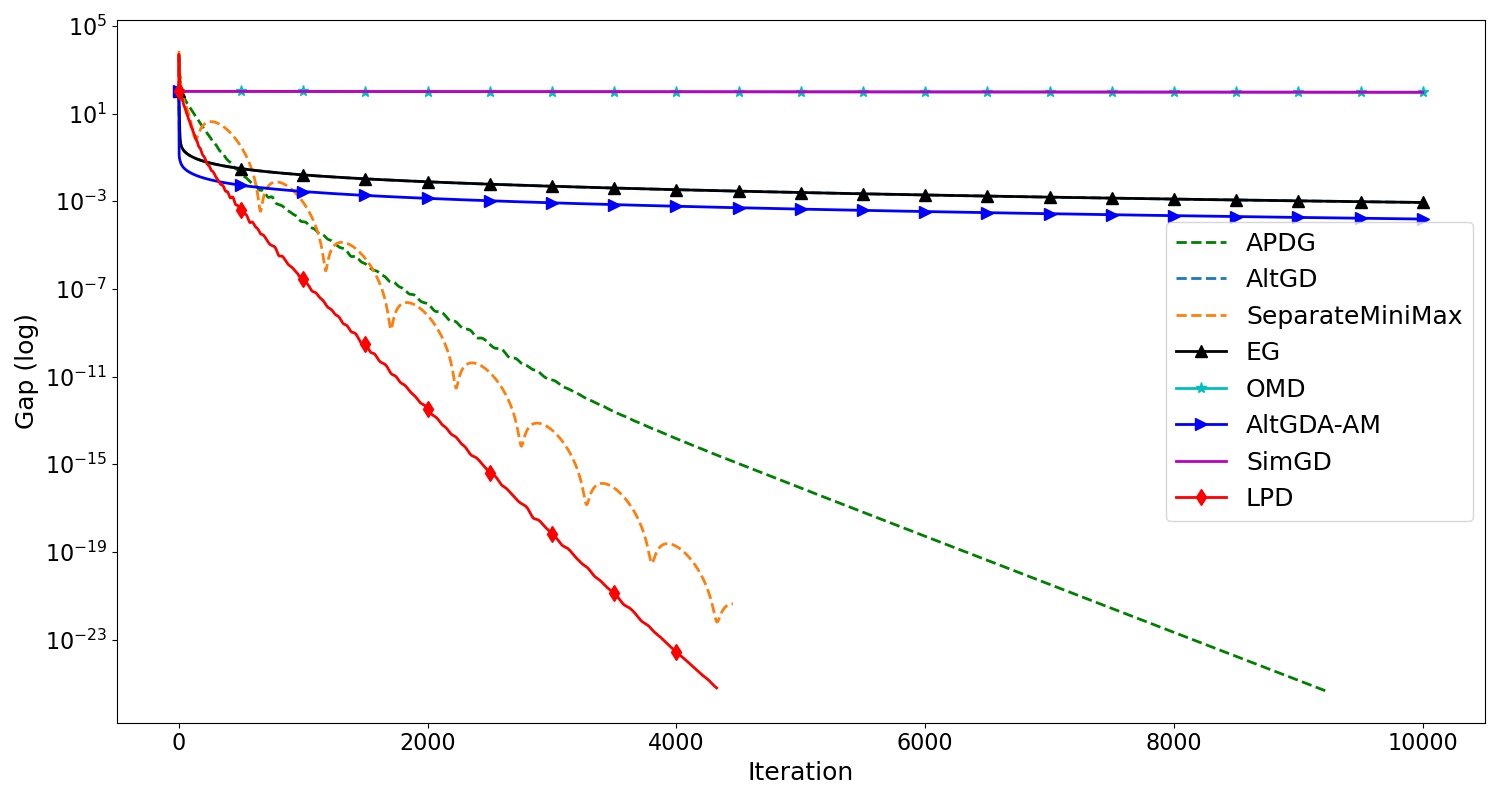 Gap (log)
10^5
10^1
10^-3
10^-7
10^-11
10^-15
10^-19
10^-23
APDG
AltGD
SeparateMiniMax
EG
OMD
AltGDA-AM
SimGD
LPD
0 2000 4000 6000 8000 10000
Iteration